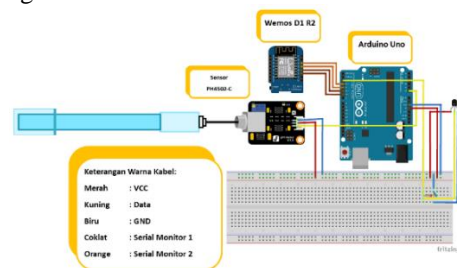 Wemos D1 R2
Arduino Uno
Sensor
PH4502-C
Keterangan Warna Kabel:
Merah : VCC
Kuning : Data
Biru : GND
Coklat : Serial Monitor 1
Orange : Serial Monitor 2